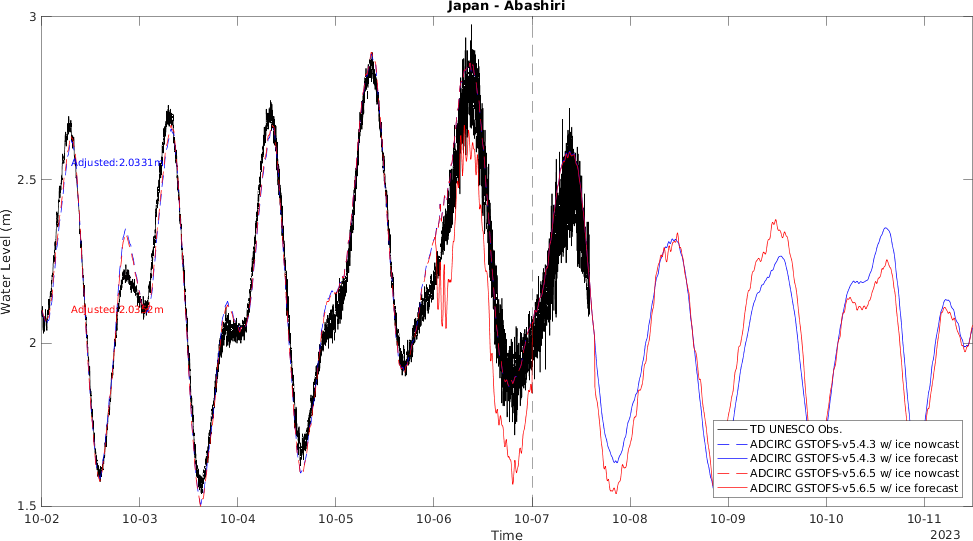 Japan - Abashiri
3
2.5
2
1.5
Water Level (m)
Adjusted:2.0331m
10-02
10-03
10-04
10-05
10-06
10-07
10-08
10-09
10-10
10-11
Time
2023
TD UNESCO Obs.
ADCIRC GSTOFS-v5.4.3 w/ ice nowcast
ADCIRC GSTOFS-v5.4.3 w/ ice forecast
ADCIRC GSTOFS-v5.6.5 w/ ice nowcast
ADCIRC GSTOFS-v5.6.5 w/ ice forecast